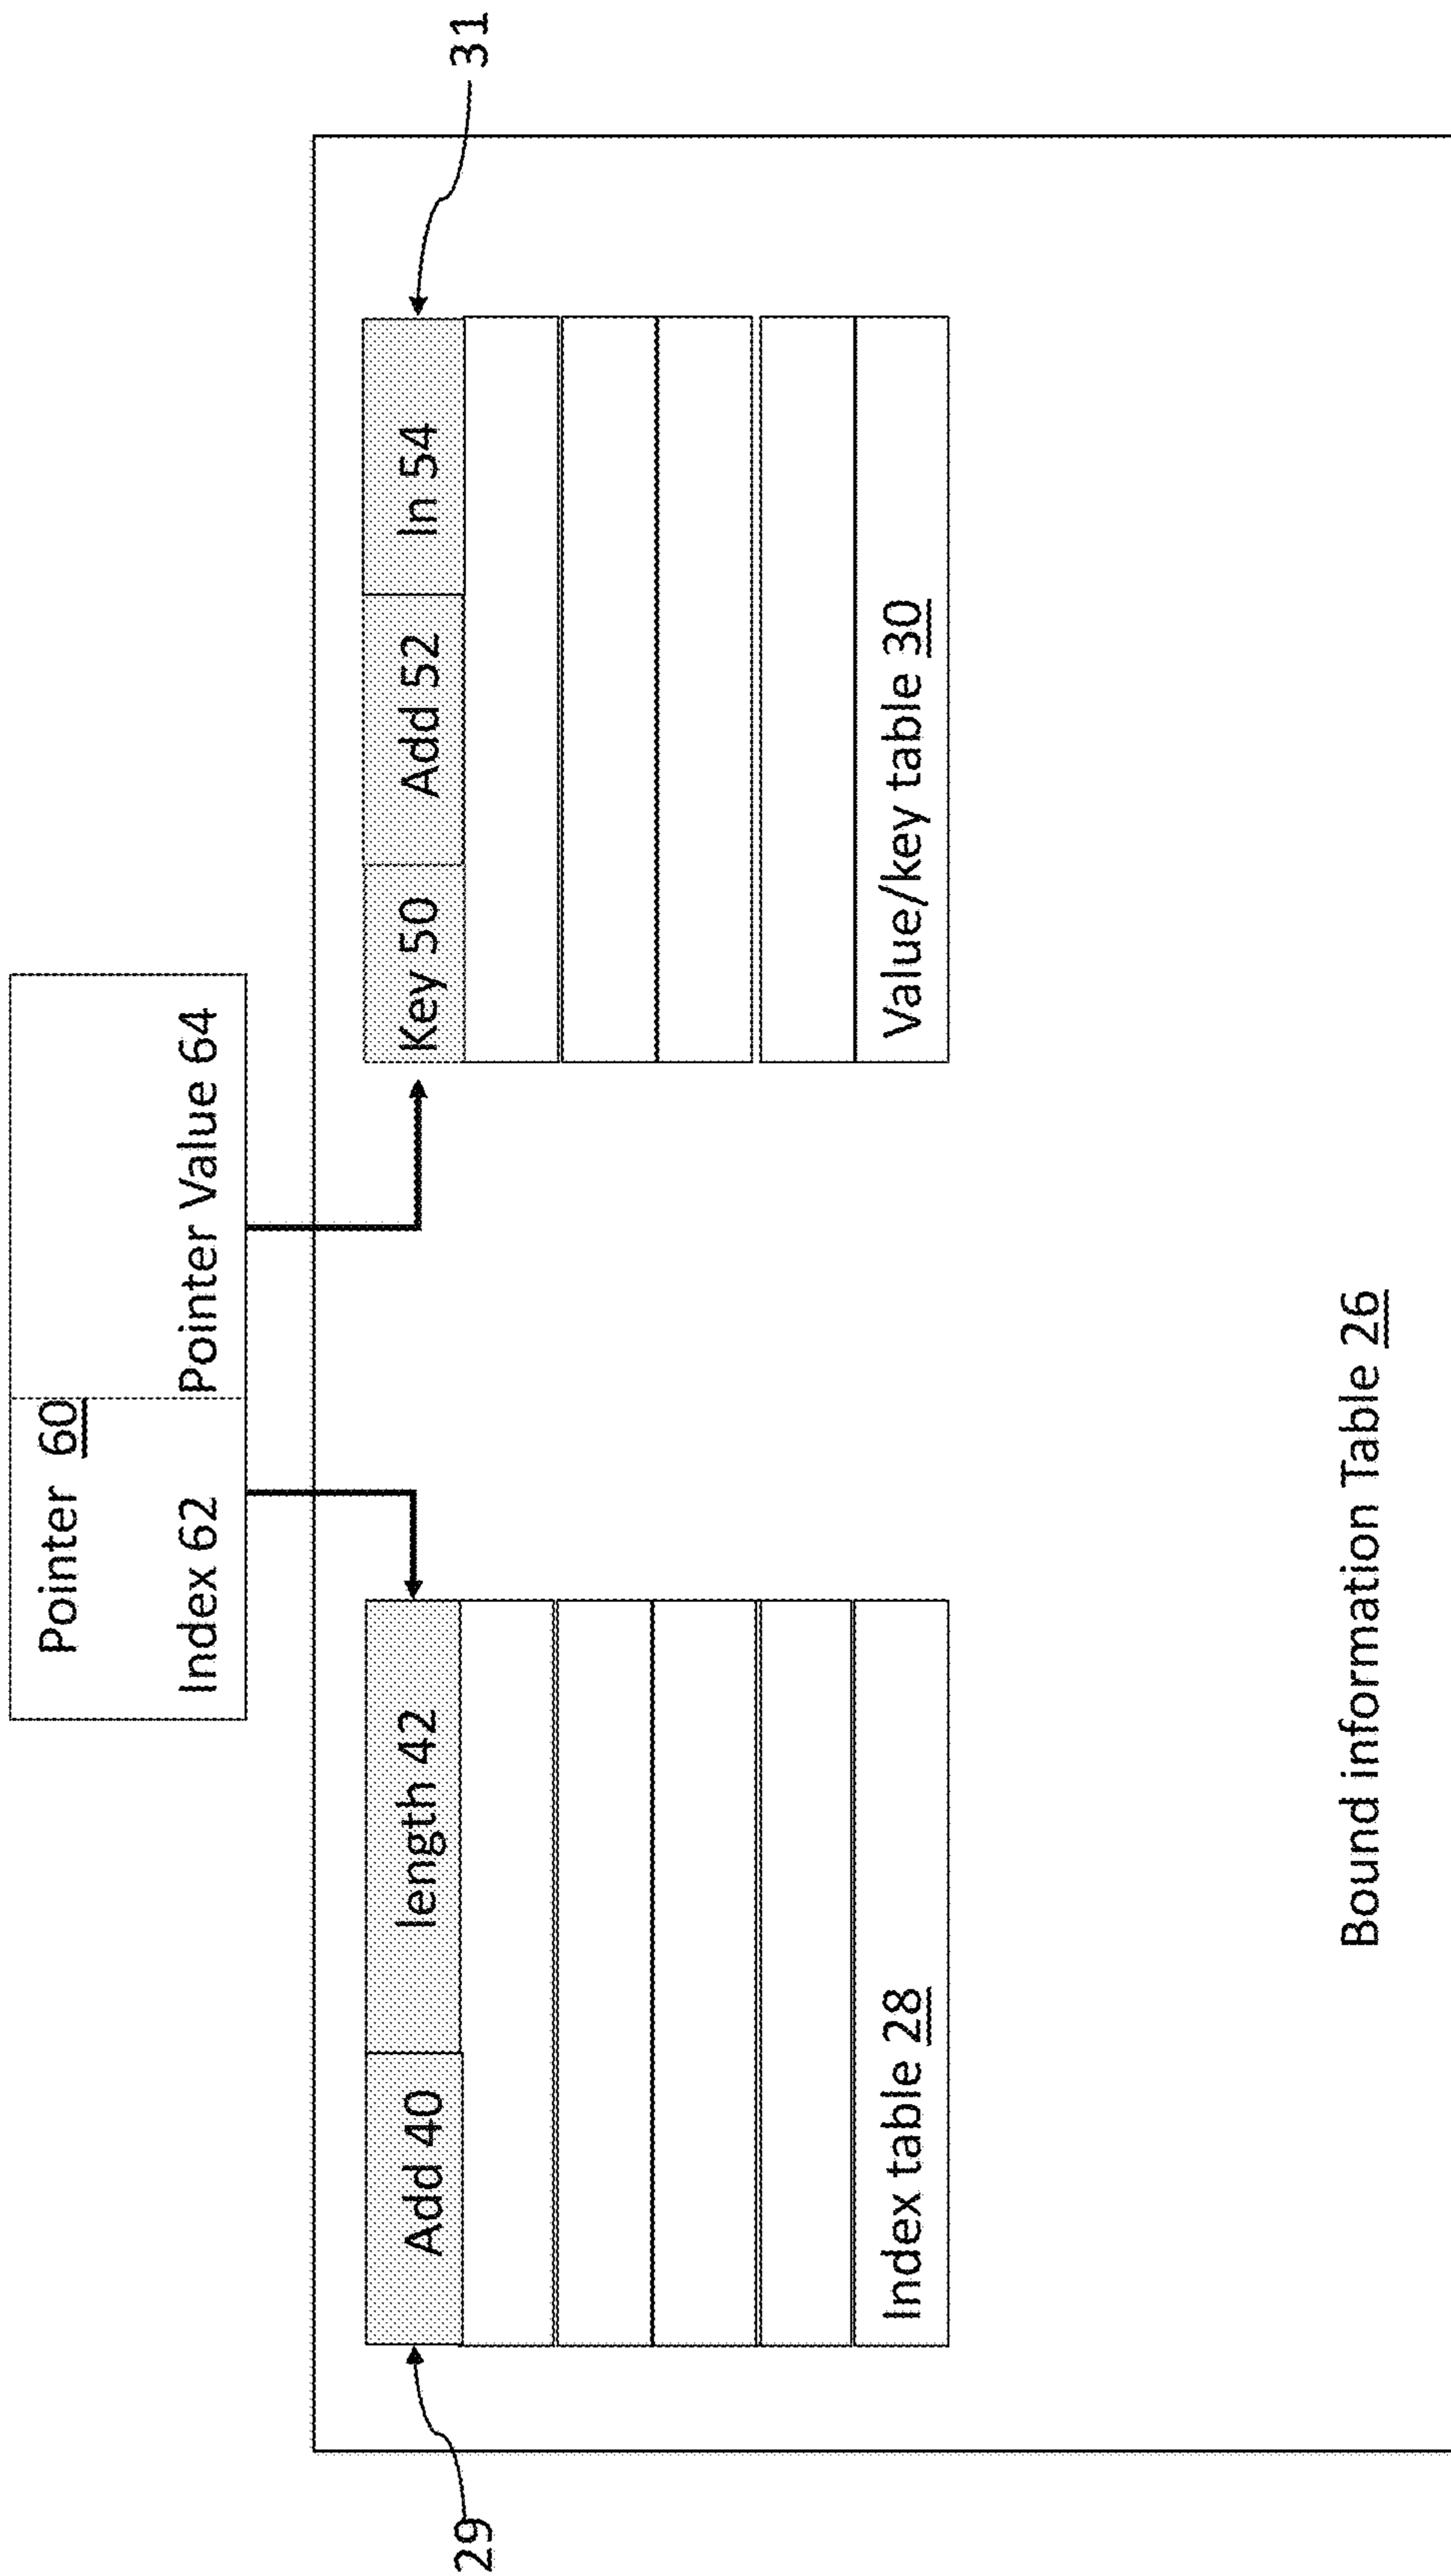 Pointer 60
Index 62 Pointer Value 64
29
Add 40 length 42
Key 50 Add 52 In 54
31
Index table 28
Value/key table 30
Bound information Table 26